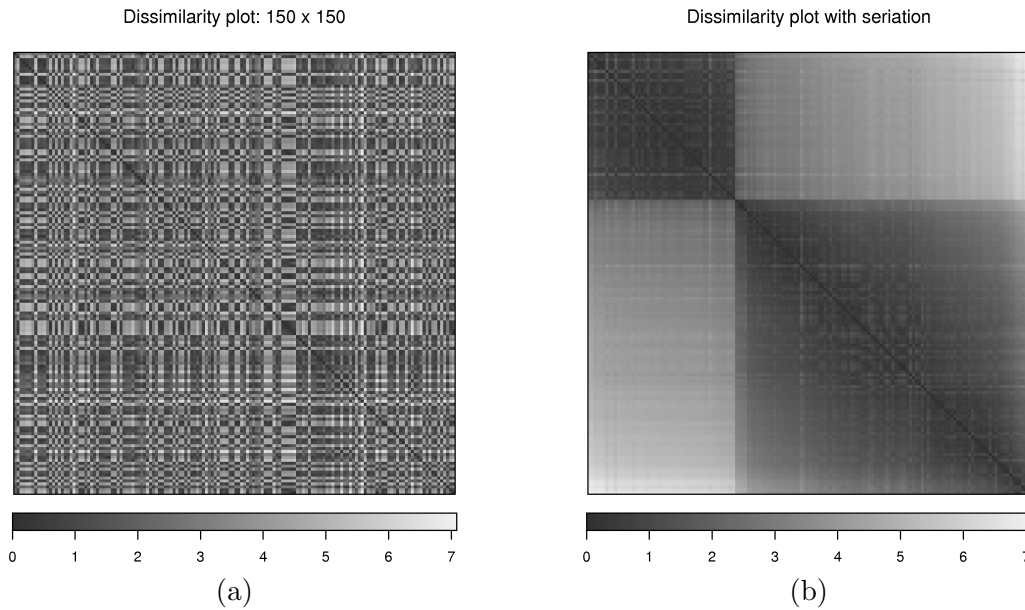 Dissimilarity plot: 150 x 150
Dissimilarity plot with seriation
0 1 2 3 4 5 6 7
0 1 2 3 4 5 6 7
(a)
(b)